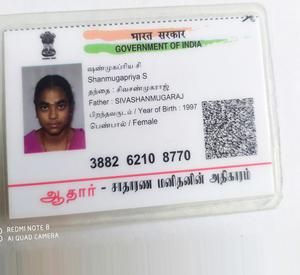 भारत सरकार
GOVERNMENT OF INDIA
ஷண்முகப்ரிய சி
Shanmugapriya S
தந்தை : சிவசண்முகராஜ்
Father : SIVASHANMUGARAJ
பிறந்தவருடம் / Year of Birth : 1997
பெண்பால் / Female
3882 6210 8770
ஆதார் - சாதாரண மனிதனின் அதிகாரம்
REDMI NOTE 8
AI QUAD CAMERA